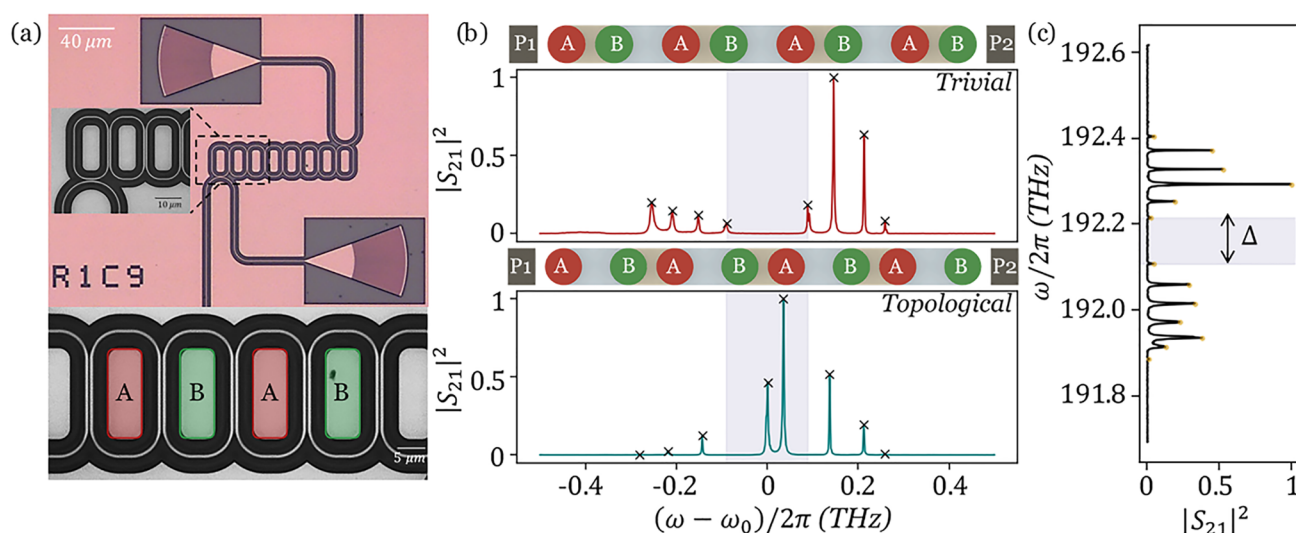 (a)
40 μm
10 μm
R1C9
A B A B
5 μm
(b)
P1 A B A B A B A B P2
Trivial
|S₂₁|²
1
0.5
0
P1 A B A B A B A B P2
Topological
|S₂₁|²
1
0.5
0
-0.4 -0.2 0 0.2 0.4
(ω − ω₀)/2π (THz)
(c)
ω/2π (THz)
192.6
192.4
192.2
192.0
191.8
Δ
0 0.5 1
|S₂₁|²